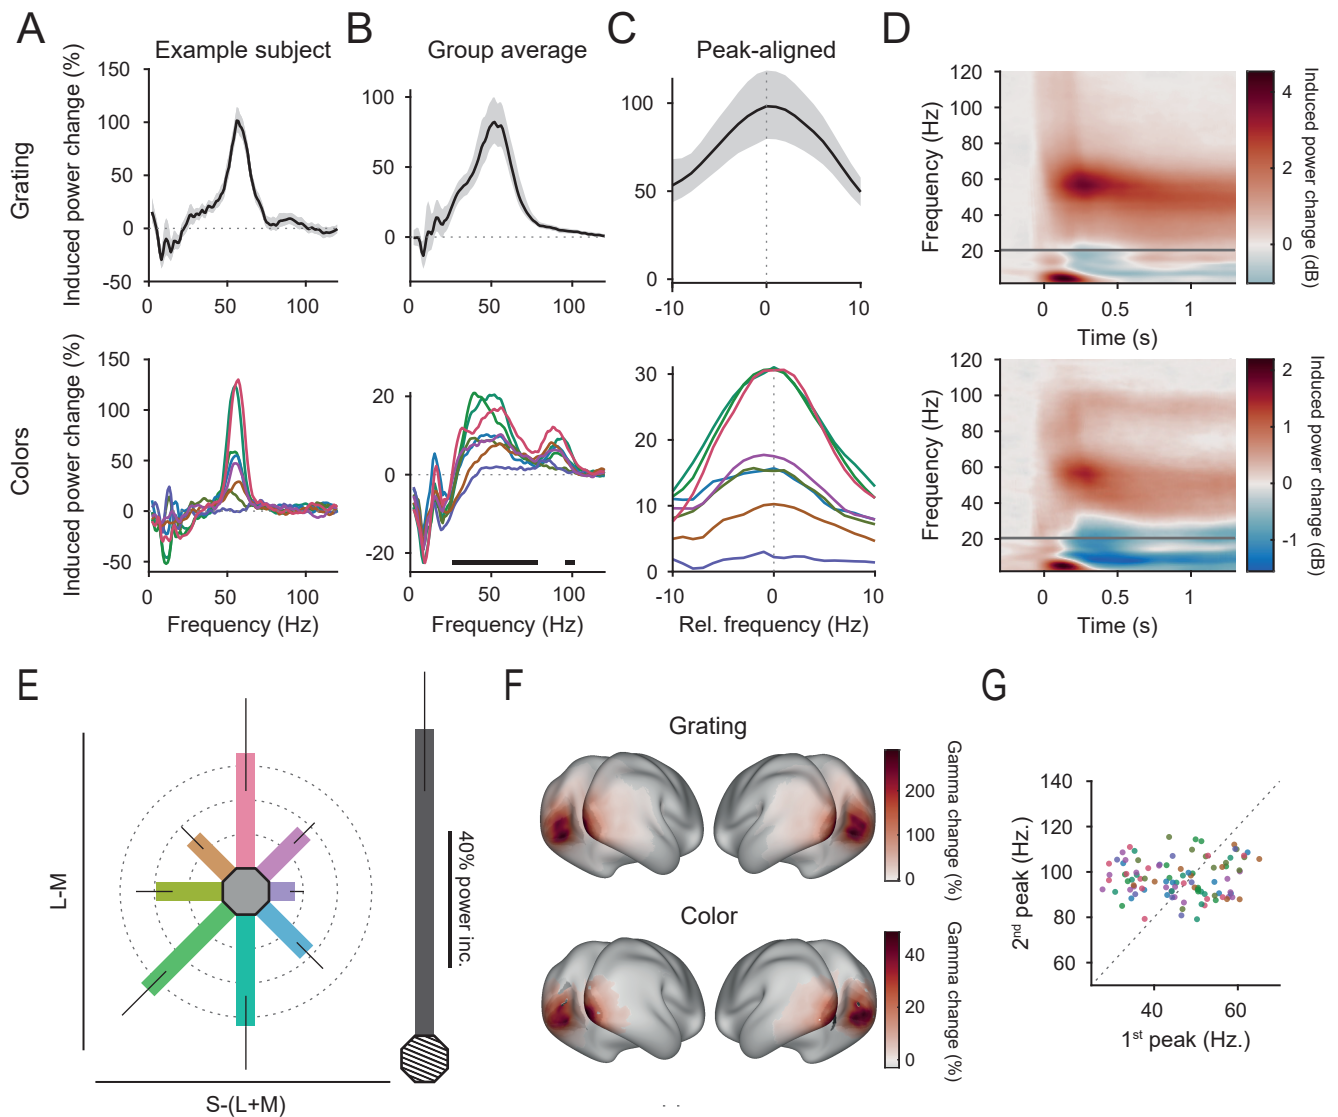 A
B
C
D
Example subject
Group average
Peak-aligned
Grating
Induced power change (%)
150
100
50
0
-50
0
50
100
100
50
0
0
50
100
100
50
0
-10
0
10
Frequency (Hz)
120
100
80
60
40
20
0
0.5
1
Time (s)
4
2
0
Induced power change (dB)
Colors
Induced power change (%)
150
100
50
0
-50
0
50
100
Frequency (Hz)
20
0
-20
0
50
100
Frequency (Hz)
30
20
10
0
-10
0
10
Rel. frequency (Hz)
Frequency (Hz)
120
100
80
60
40
20
0
0.5
1
Time (s)
2
1
0
-1
Induced power change (dB)
E
L-M
S-(L+M)
40% power inc.
F
Grating
200
100
0
Gamma change (%)
Color
40
20
0
Gamma change (%)
G
2nd peak (Hz.)
140
120
100
80
60
40
60
1st peak (Hz.)